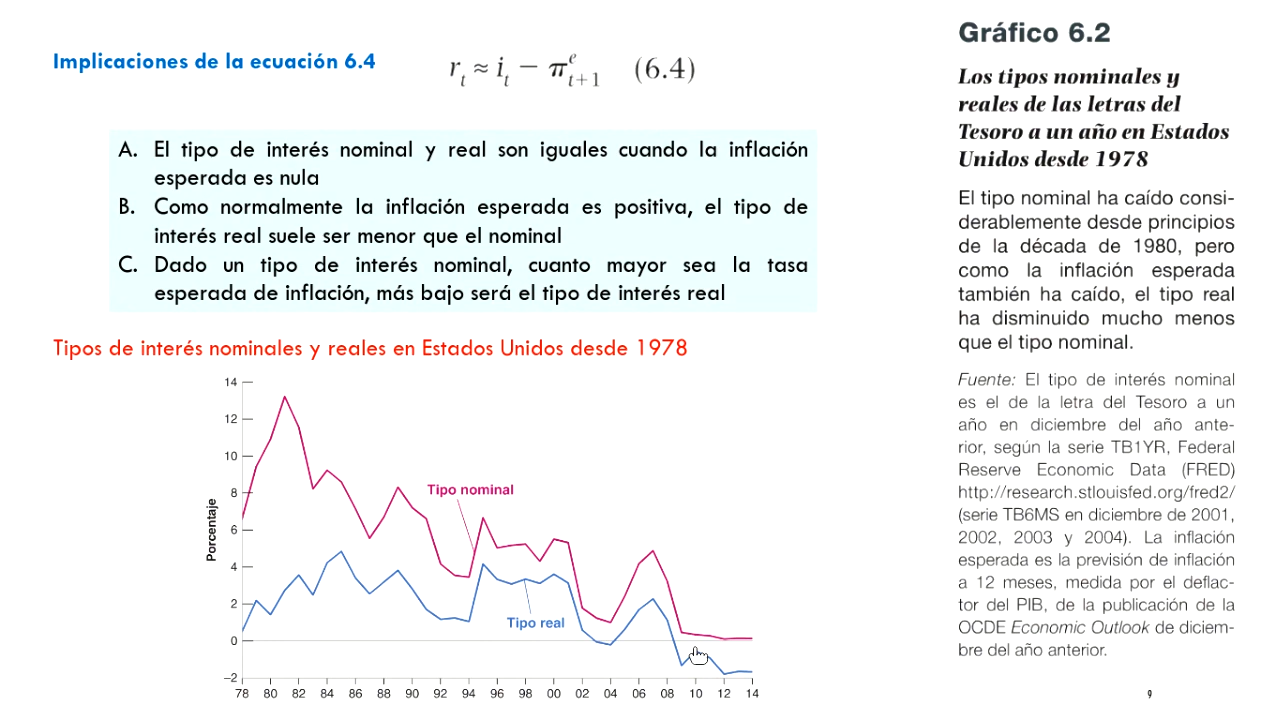 Implicaciones de la ecuación 6.4
r_t ≈ i_t − π^e_{t+1} (6.4)
A. El tipo de interés nominal y real son iguales cuando la inflación
esperada es nula
B. Como normalmente la inflación esperada es positiva, el tipo de
interés real suele ser menor que el nominal
C. Dado un tipo de interés nominal, cuanto mayor sea la tasa
esperada de inflación, más bajo será el tipo de interés real
Tipos de interés nominales y reales en Estados Unidos desde 1978
Porcentaje
14
12
10
8
6
4
2
0
–2
Tipo nominal
Tipo real
78 80 82 84 86 88 90 92 94 96 98 00 02 04 06 08 10 12 14
Gráfico 6.2
Los tipos nominales y
reales de las letras del
Tesoro a un año en Estados
Unidos desde 1978
El tipo nominal ha caído consi-
derablemente desde principios
de la década de 1980, pero
como la inflación esperada
también ha caído, el tipo real
ha disminuido mucho menos
que el tipo nominal.
Fuente: El tipo de interés nominal
es el de la letra del Tesoro a un
año en diciembre del año ante-
rior, según la serie TB1YR, Federal
Reserve Economic Data (FRED)
http://research.stlouisfed.org/fred2/
(serie TB6MS en diciembre de 2001,
2002, 2003 y 2004). La inflación
esperada es la previsión de inflación
a 12 meses, medida por el deflac-
tor del PIB, de la publicación de la
OCDE Economic Outlook de diciem-
bre del año anterior.
9